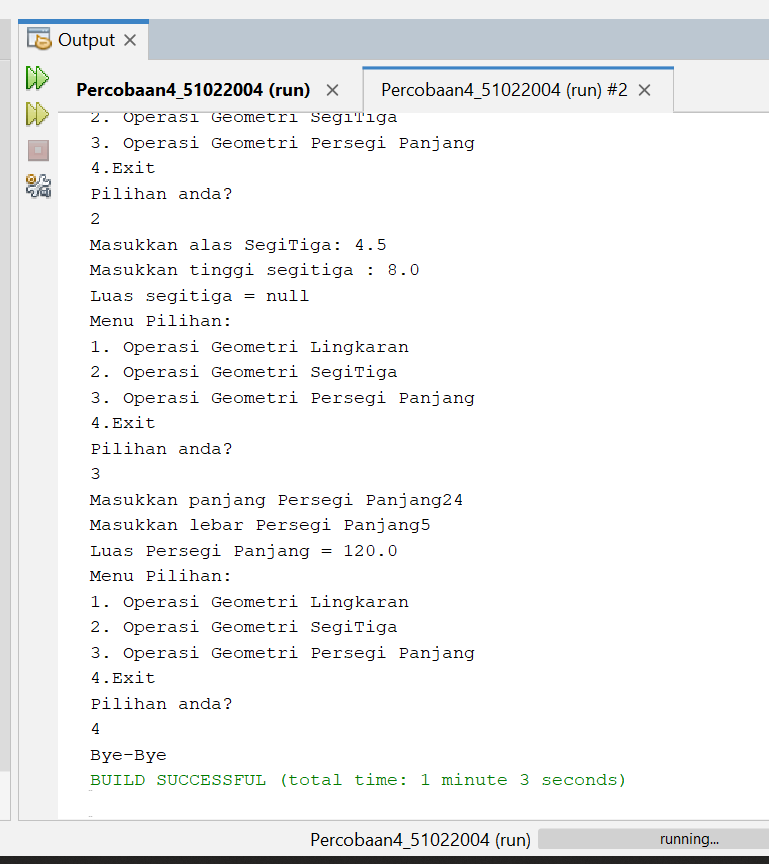 Output
Percobaan4_51022004 (run)
Percobaan4_51022004 (run) #2
2. Operasi Geometri SegiTiga
3. Operasi Geometri Persegi Panjang
4.Exit
Pilihan anda?
2
Masukkan alas SegiTiga: 4.5
Masukkan tinggi segitiga : 8.0
Luas segitiga = null
Menu Pilihan:
1. Operasi Geometri Lingkaran
2. Operasi Geometri SegiTiga
3. Operasi Geometri Persegi Panjang
4.Exit
Pilihan anda?
3
Masukkan panjang Persegi Panjang24
Masukkan lebar Persegi Panjang5
Luas Persegi Panjang = 120.0
Menu Pilihan:
1. Operasi Geometri Lingkaran
2. Operasi Geometri SegiTiga
3. Operasi Geometri Persegi Panjang
4.Exit
Pilihan anda?
4
Bye-Bye
BUILD SUCCESSFUL (total time: 1 minute 3 seconds)
Percobaan4_51022004 (run)
running...